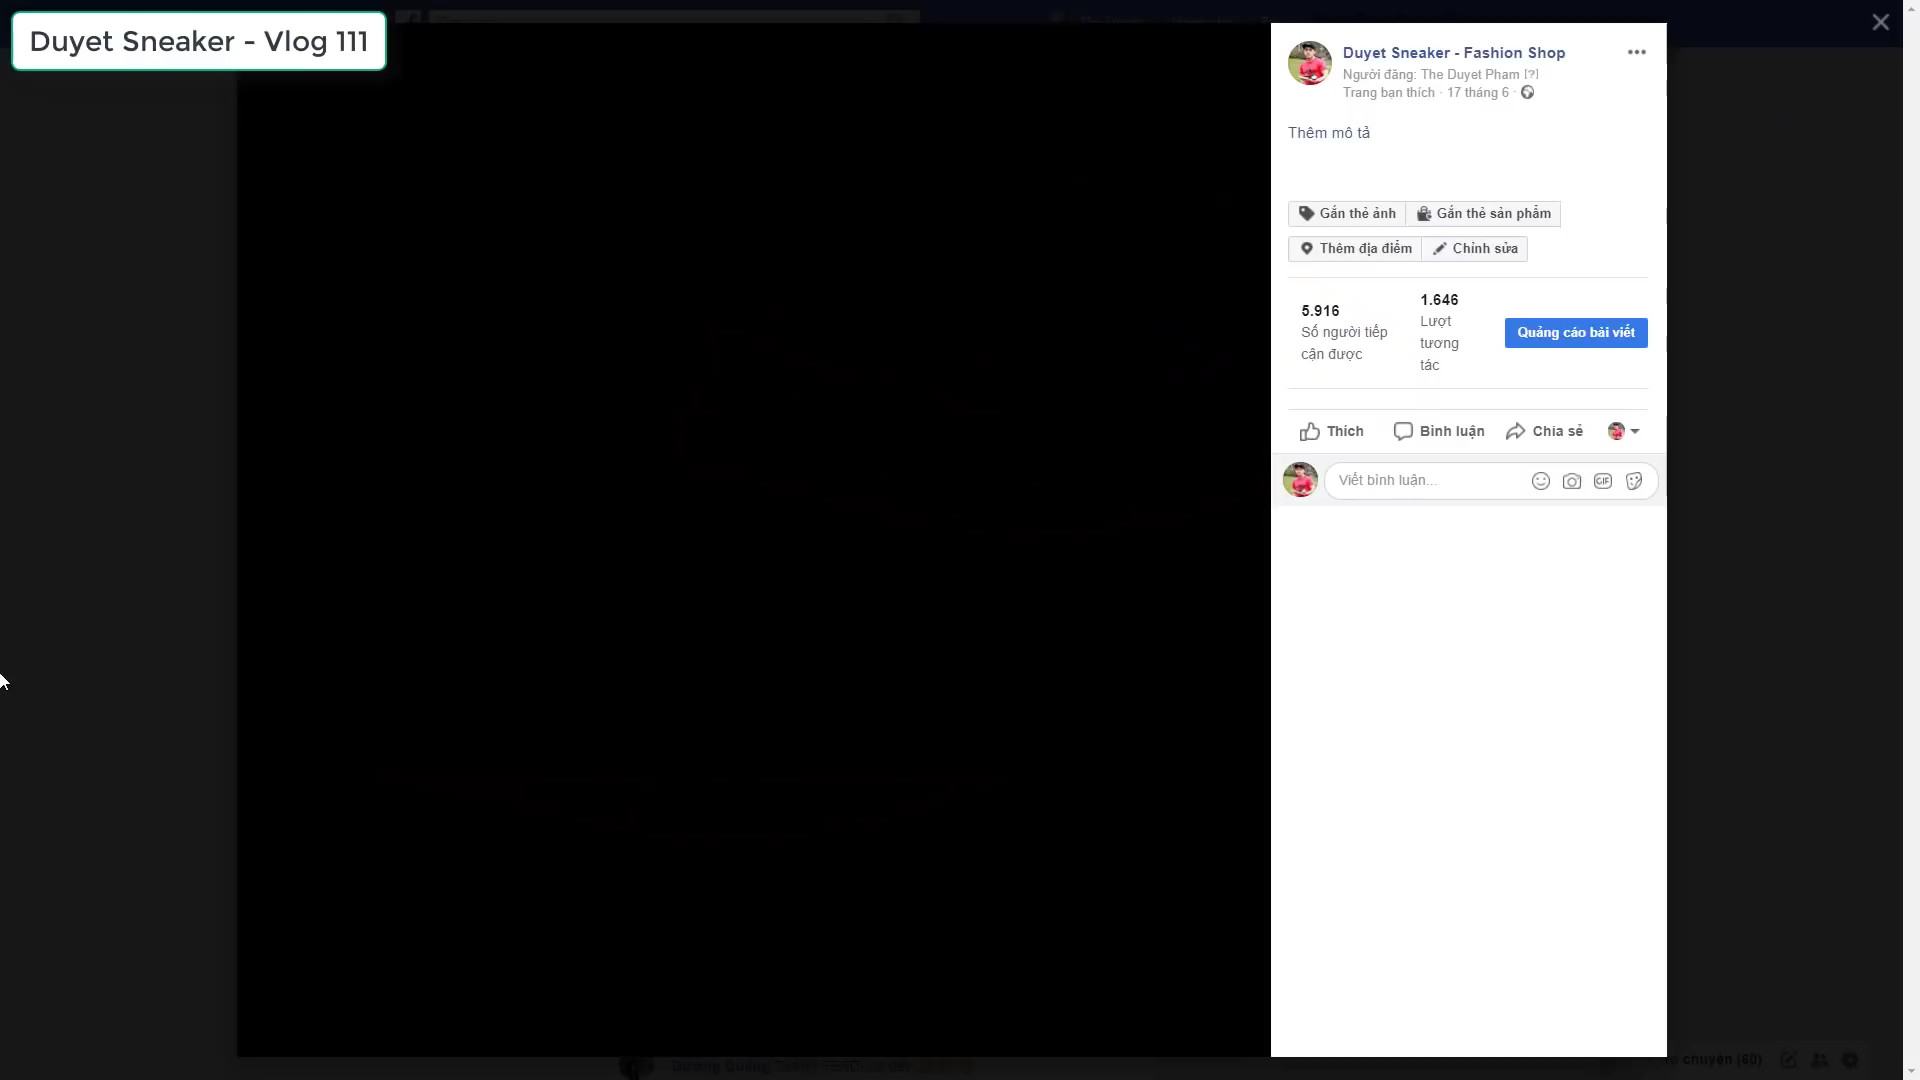 Duyet Sneaker - Vlog 111
Duyet Sneaker - Fashion Shop
Người đăng: The Duyet Pham [?]
Trang bạn thích · 17 tháng 6 ·
Thêm mô tả
Gắn thẻ ảnh
Gắn thẻ sản phẩm
Thêm địa điểm
Chỉnh sửa
5.916
Số người tiếp
cận được
1.646
Lượt
tương
tác
Quảng cáo bài viết
Thích
Bình luận
Chia sẻ
Viết bình luận...
GIF
chuyện (60)